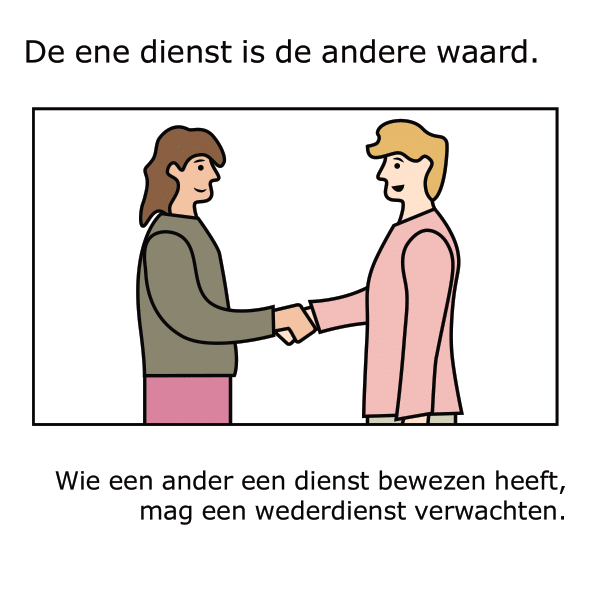 De ene dienst is de andere waard.
Wie een ander een dienst bewezen heeft,
mag een wederdienst verwachten.